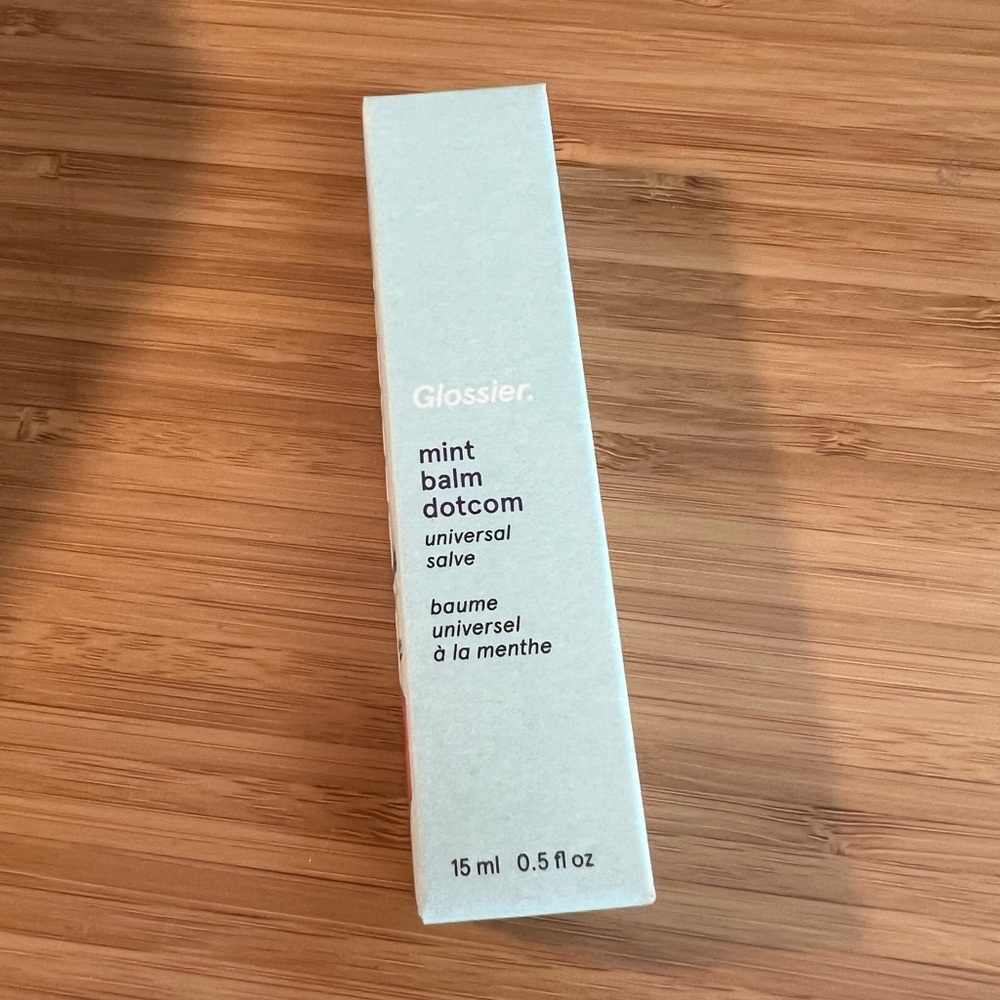 Glossier.
mint
balm
dotcom
universal
salve
baume
universel
à la menthe
15 ml 0.5 fl oz